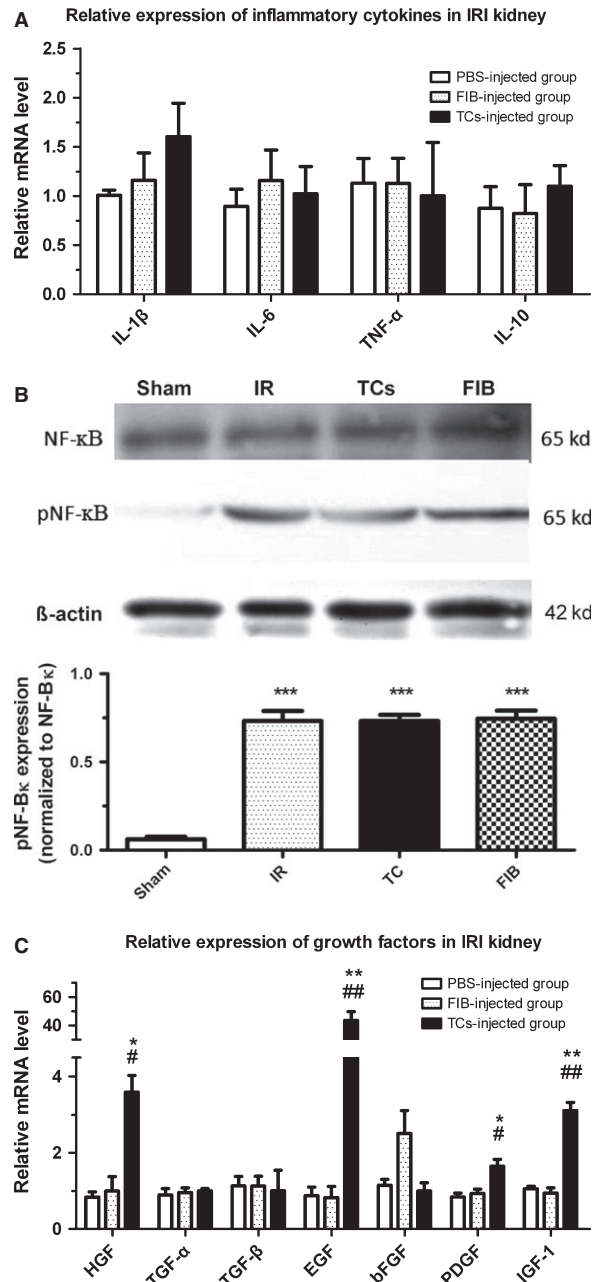 A
Relative expression of inflammatory cytokines in IRI kidney
Relative mRNA level
2.5
2.0
1.5
1.0
0.5
0.0
PBS-injected group
FIB-injected group
TCs-injected group
IL-1β
IL-6
TNF-α
IL-10
B
Sham IR TCs FIB
NF-κB 65 kd
pNF-κB 65 kd
ß-actin 42 kd
pNF-Bκ expression
(normalized to NF-Bκ)
1.0
0.5
0.0
*** *** ***
Sham
IR
TC
FIB
C
Relative expression of growth factors in IRI kidney
Relative mRNA level
60
40
4
2
0
PBS-injected group
FIB-injected group
TCs-injected group
*
#
**
##
*
#
**
##
HGF
TGF-α
TGF-β
EGF
bFGF
PDGF
IGF-1